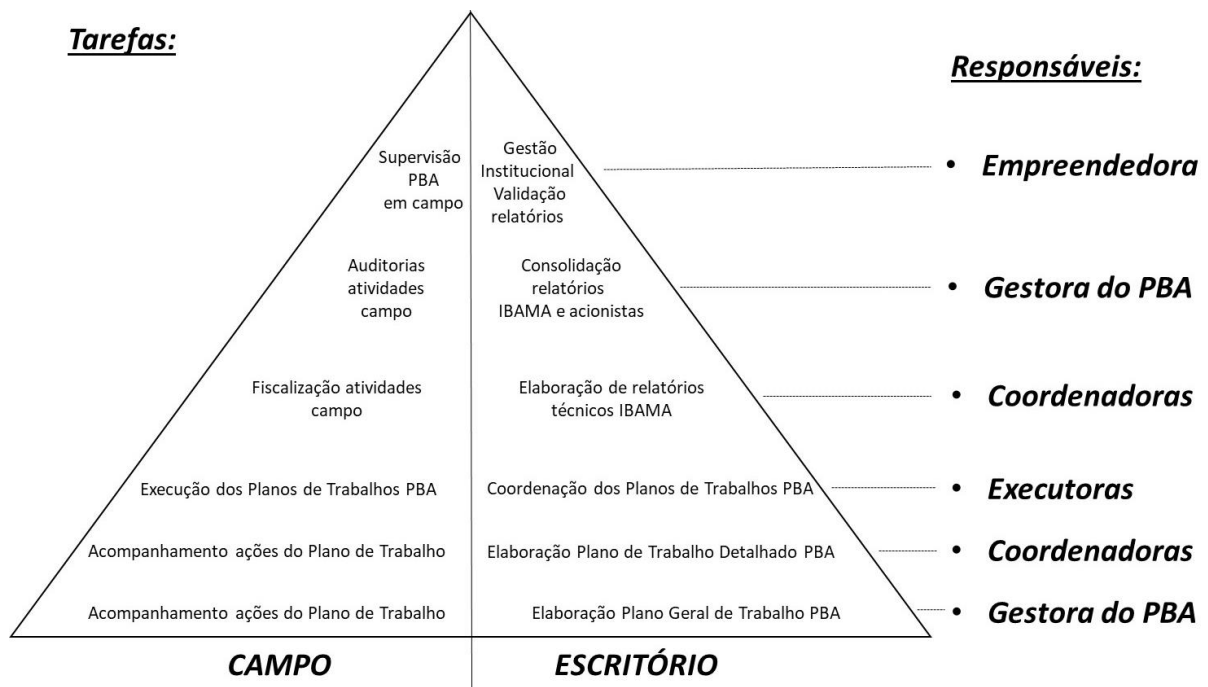 Tarefas:
Responsáveis:
Supervisão
PBA
em campo
Gestão
Institucional
Validação
relatórios
• Empreendedora
Auditorias
atividades
campo
Consolidação
relatórios
IBAMA e acionistas
• Gestora do PBA
Fiscalização atividades
campo
Elaboração de relatórios
técnicos IBAMA
• Coordenadoras
Execução dos Planos de Trabalhos PBA
Coordenação dos Planos de Trabalhos PBA
• Executoras
Acompanhamento ações do Plano de Trabalho
Elaboração Plano de Trabalho Detalhado PBA
• Coordenadoras
Acompanhamento ações do Plano de Trabalho
Elaboração Plano Geral de Trabalho PBA
• Gestora do PBA
CAMPO
ESCRITÓRIO